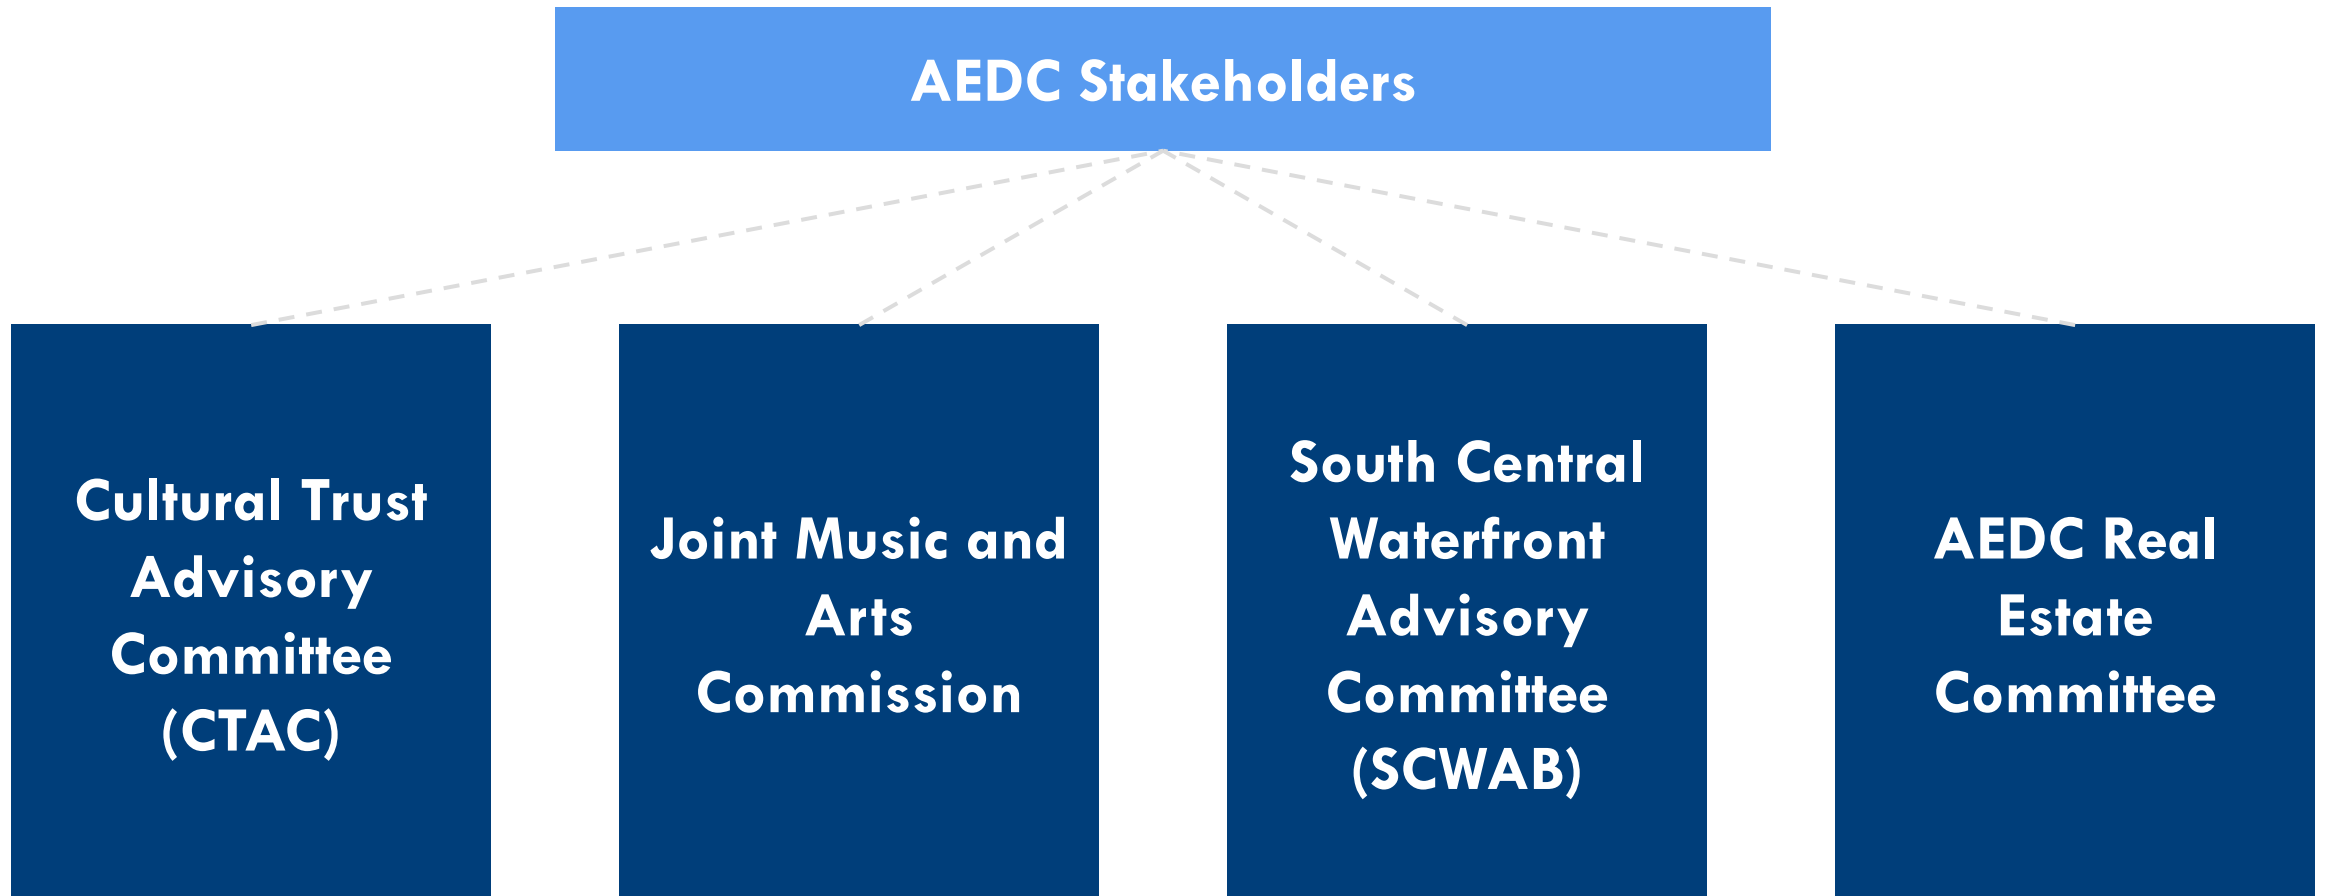 AEDC Stakeholders
Cultural Trust
Advisory
Committee
(CTAC)
Joint Music and
Arts
Commission
South Central
Waterfront
Advisory
Committee
(SCWAB)
AEDC Real
Estate
Committee